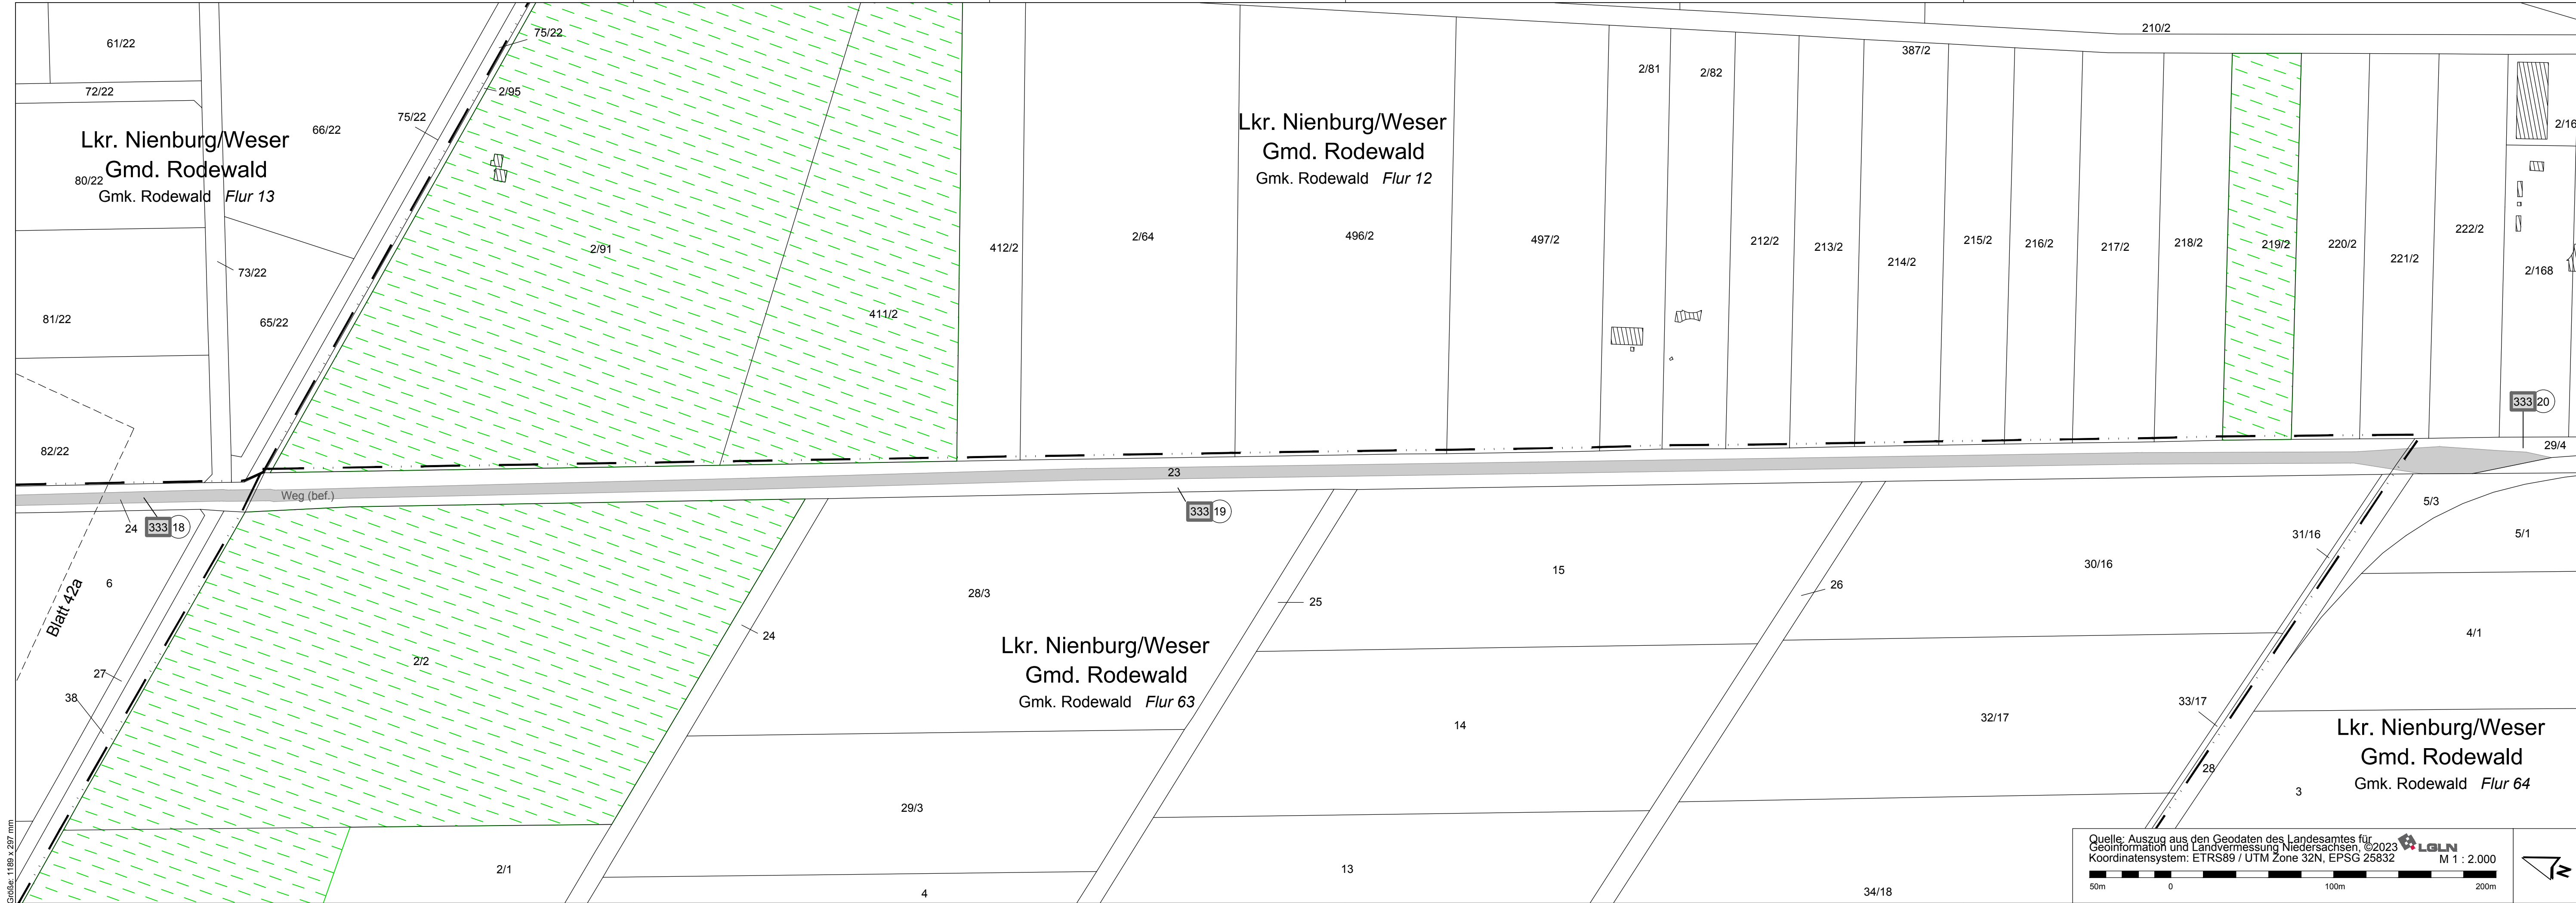 61/22
75/22
210/2
387/2
2/81
2/82
72/22
2/95
75/22
66/22
2/16
Lkr. Nienburg/Weser
Gmd. Rodewald
Gmk. Rodewald Flur 13
80/22
Lkr. Nienburg/Weser
Gmd. Rodewald
Gmk. Rodewald Flur 12
2/91
412/2
2/64
496/2
497/2
212/2
213/2
214/2
215/2
216/2
217/2
218/2
219/2
220/2
221/2
222/2
2/168
73/22
65/22
81/22
411/2
333 20
82/22
29/4
23
Weg (bef.)
24
333 18
333 19
5/3
5/1
31/16
6
Blatt 42a
28/3
25
15
26
30/16
24
2/2
4/1
Lkr. Nienburg/Weser
Gmd. Rodewald
Gmk. Rodewald Flur 63
27
38
14
32/17
33/17
28
Lkr. Nienburg/Weser
Gmd. Rodewald
Gmk. Rodewald Flur 64
3
29/3
2/1
4
13
34/18
Größe: 1189 x 297 mm
Quelle: Auszug aus den Geodaten des Landesamtes für
Geoinformation und Landvermessung Niedersachsen, ©2023
LGLN
Koordinatensystem: ETRS89 / UTM Zone 32N, EPSG 25832
M 1 : 2.000
50m 0 100m 200m
N